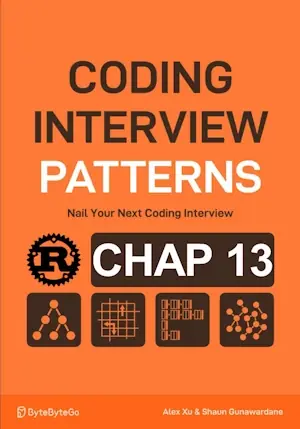 CODING
INTERVIEW
PATTERNS
Nail Your Next Coding Interview
R
CHAP 13
ByteByteGo
Alex Xu & Shaun Gunawardane